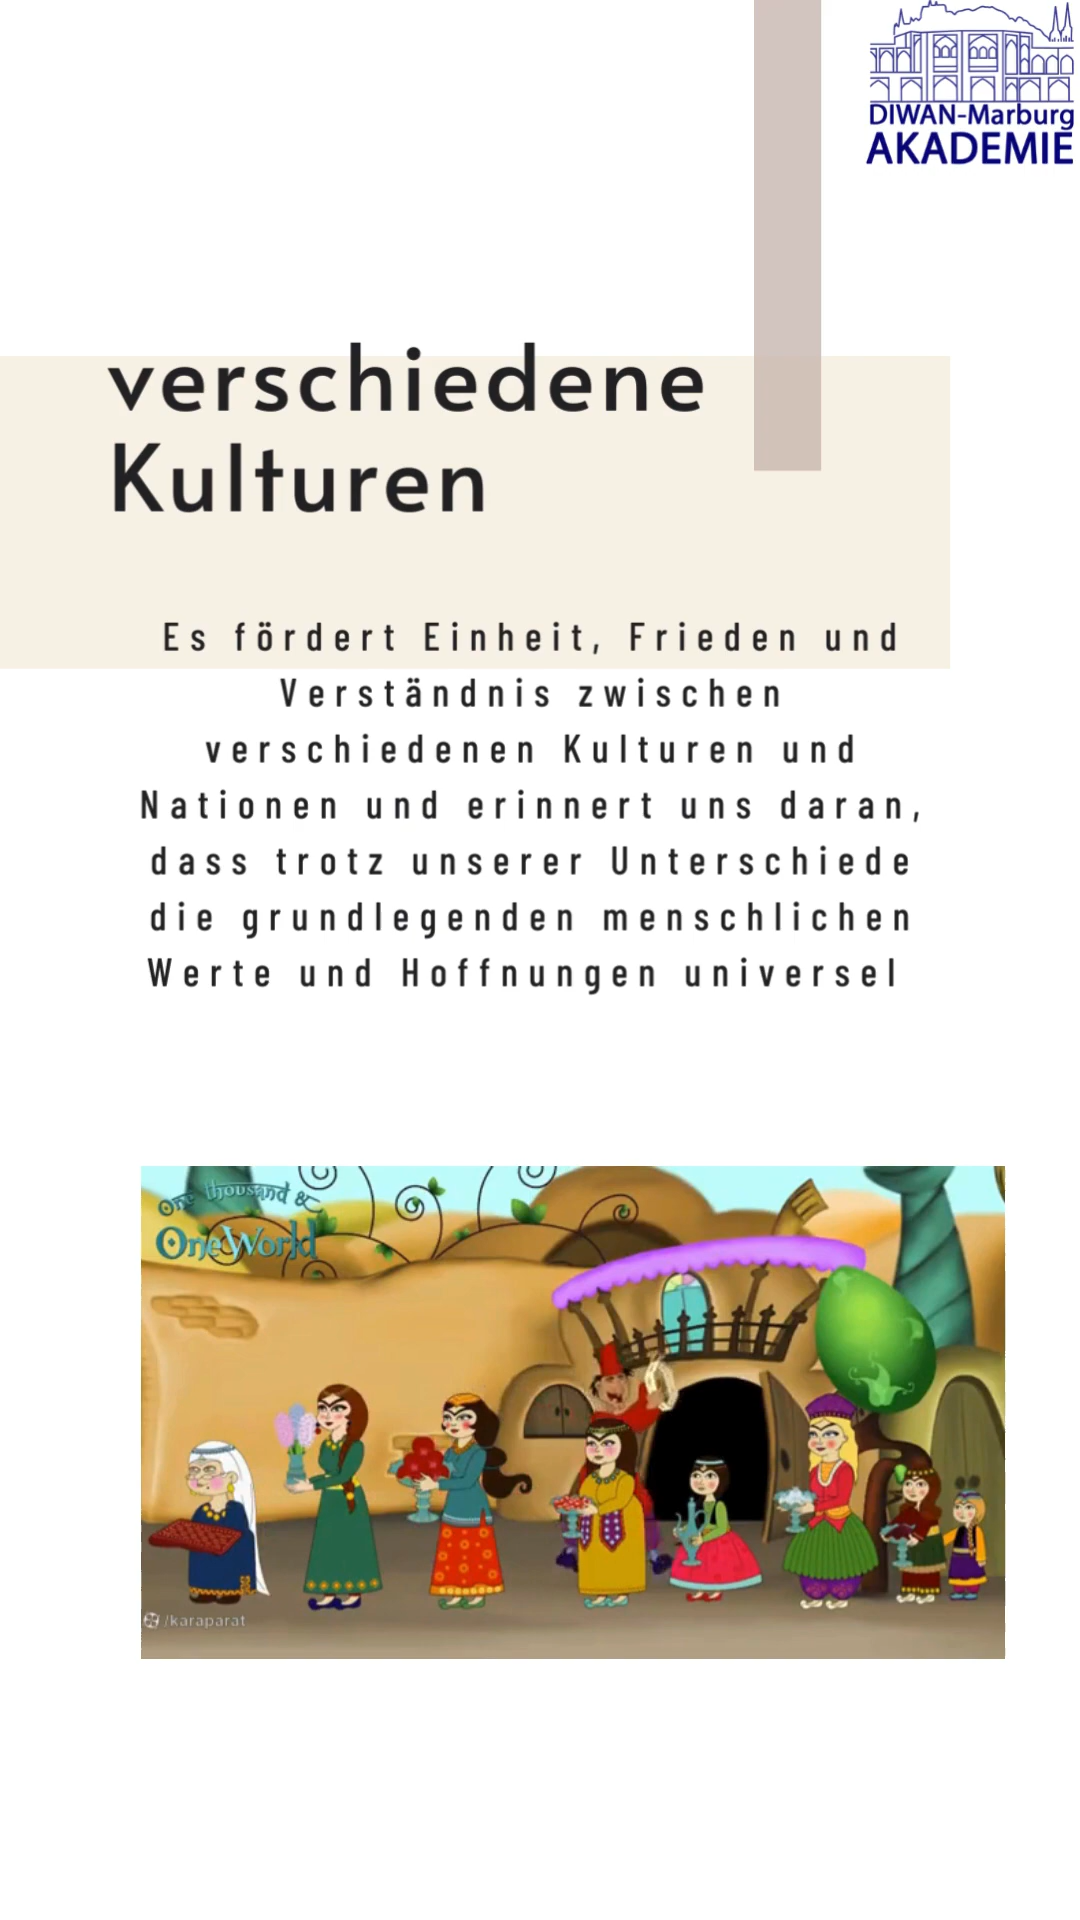 DIWAN-Marburg
AKADEMIE
verschiedene
Kulturen
Es fördert Einheit, Frieden und
Verständnis zwischen
verschiedenen Kulturen und
Nationen und erinnert uns daran,
dass trotz unserer Unterschiede
die grundlegenden menschlichen
Werte und Hoffnungen universel
One thousand &
One World
/karaparat